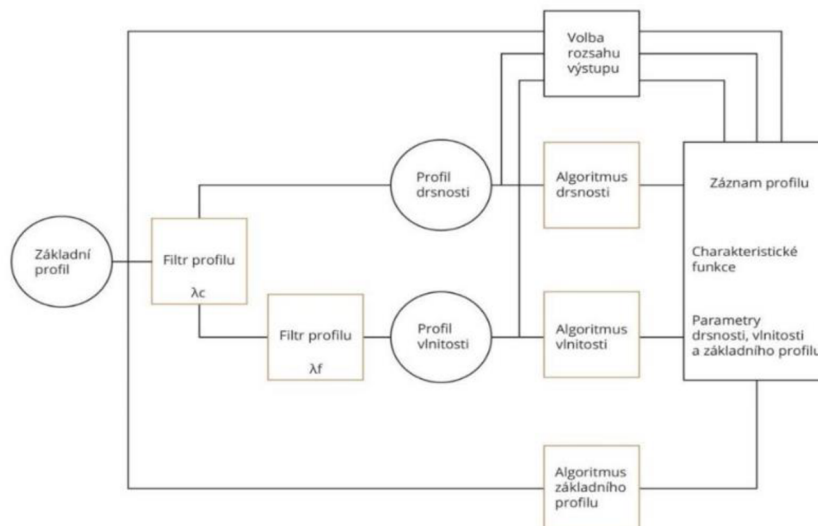 Volba
rozsahu
výstupu
Profil
drsnosti
Algoritmus
drsnosti
Záznam profilu
Základní
profil
Filtr profilu
λc
Charakteristické
funkce
Filtr profilu
λf
Profil
vlnitosti
Algoritmus
vlnitosti
Parametry
drsnosti, vlnitosti
a základního profilu
Algoritmus
základního
profilu